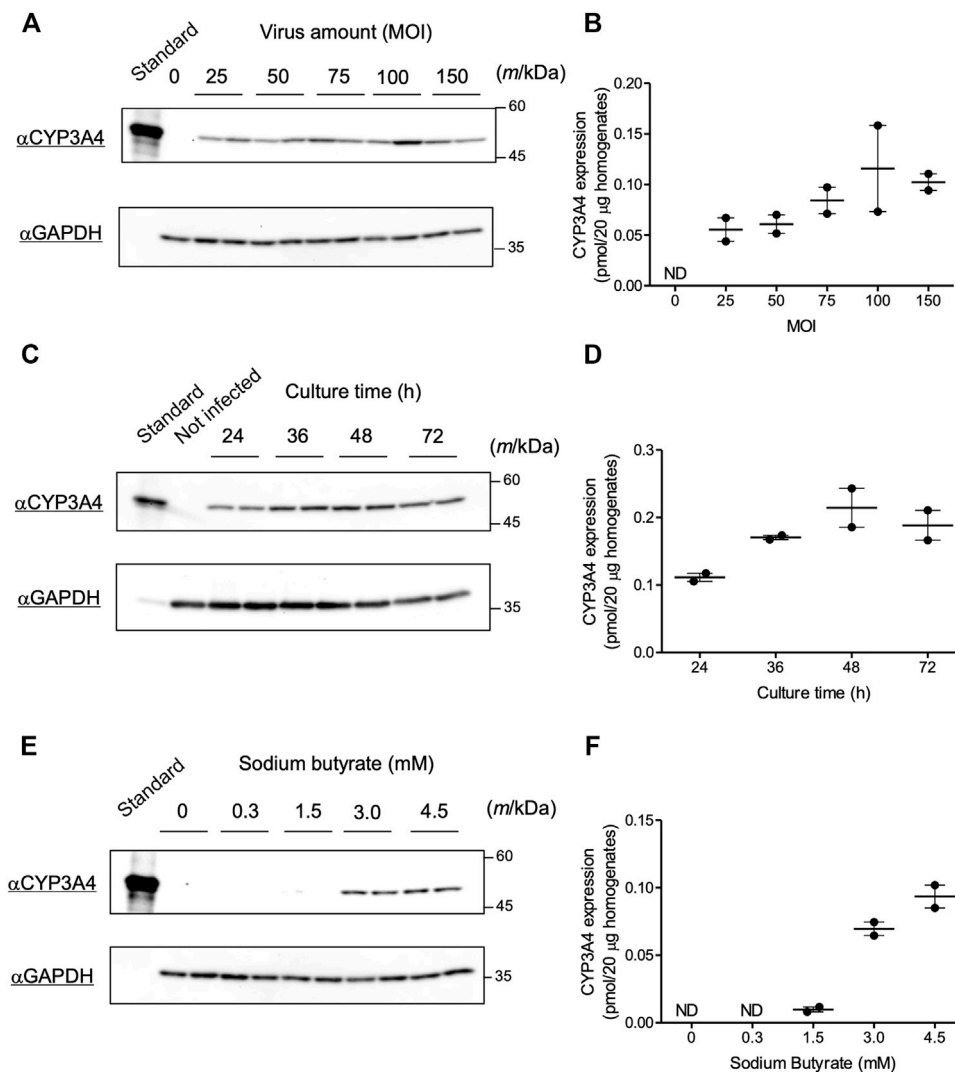 A
Standard
Virus amount (MOI)
0 25 50 75 100 150 (m/kDa)
αCYP3A4
60
45
αGAPDH
35
B
CYP3A4 expression
(pmol/20 μg homogenates)
0.20
0.15
0.10
0.05
0.00
ND
0 25 50 75 100 150
MOI
C
Standard
Not infected
Culture time (h)
24 36 48 72 (m/kDa)
αCYP3A4
60
45
αGAPDH
35
D
CYP3A4 expression
(pmol/20 μg homogenates)
0.3
0.2
0.1
0.0
24 36 48 72
Culture time (h)
E
Standard
Sodium butyrate (mM)
0 0.3 1.5 3.0 4.5 (m/kDa)
αCYP3A4
60
45
αGAPDH
35
F
CYP3A4 expression
(pmol/20 μg homogenates)
0.15
0.10
0.05
0.00
ND ND
0 0.3 1.5 3.0 4.5
Sodium Butyrate (mM)